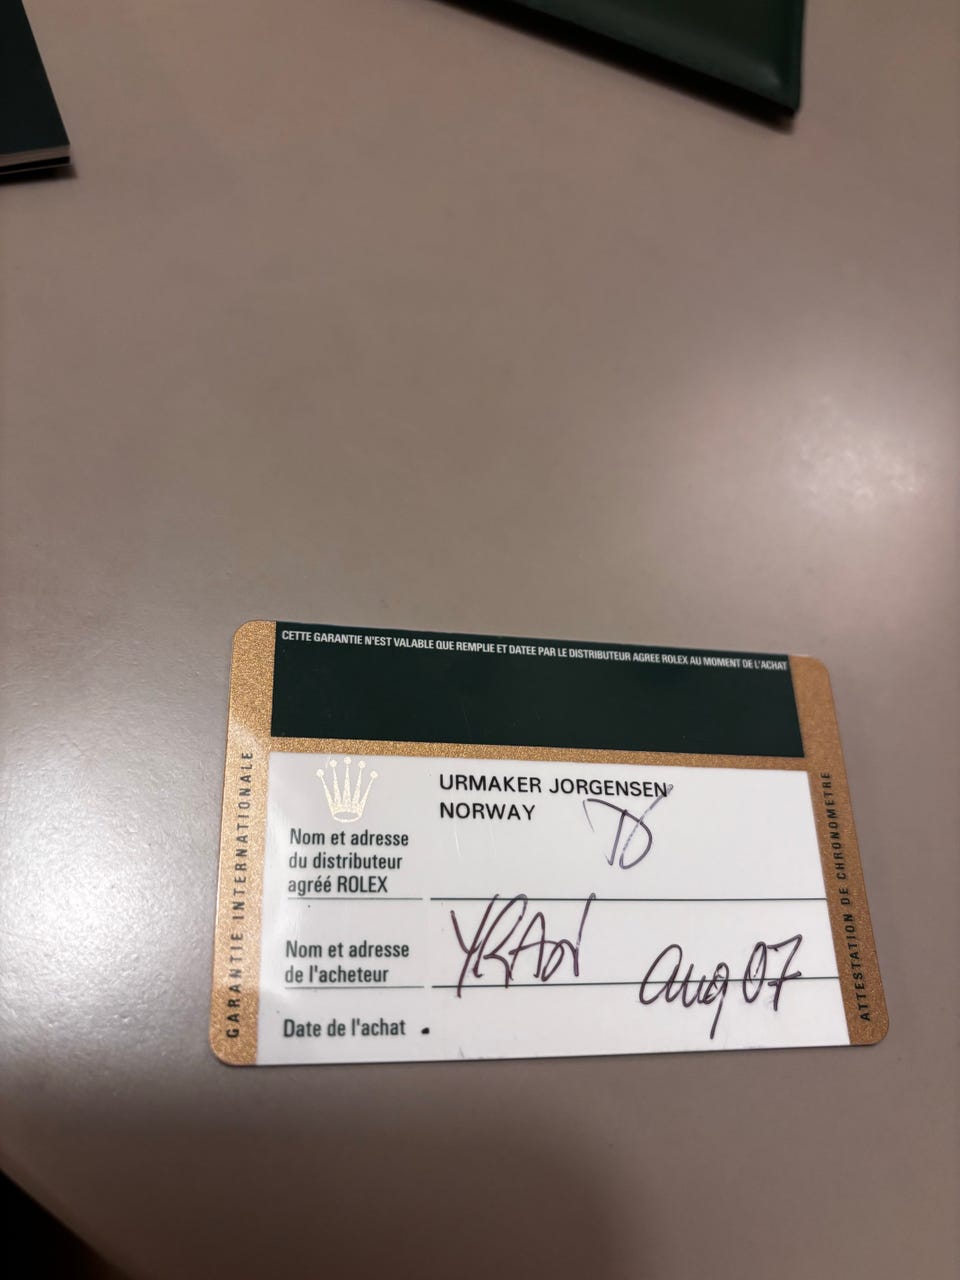 CETTE GARANTIE N'EST VALABLE QUE REMPLIE ET DATEE PAR LE DISTRIBUTEUR AGREE ROLEX AU MOMENT DE L'ACHAT
GARANTIE INTERNATIONALE
URMAKER JORGENSEN
NORWAY
Nom et adresse
du distributeur
agréé ROLEX
Nom et adresse
de l'acheteur
aug 07
Date de l'achat
ATTESTATION DE CHRONOMETRE